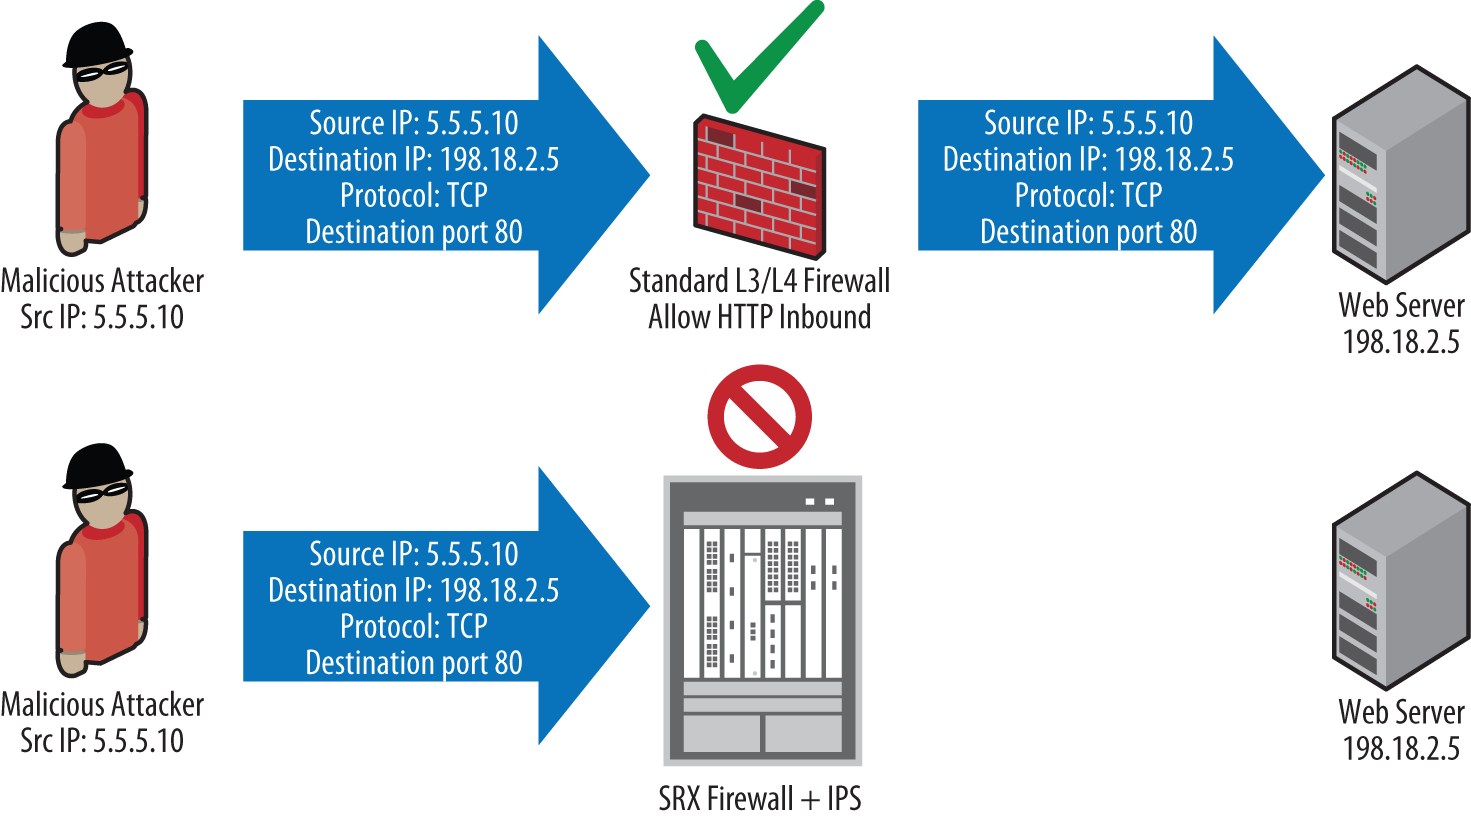 Source IP: 5.5.5.10
Destination IP: 198.18.2.5
Protocol: TCP
Destination port 80
Source IP: 5.5.5.10
Destination IP: 198.18.2.5
Protocol: TCP
Destination port 80
Malicious Attacker
Src IP: 5.5.5.10
Standard L3/L4 Firewall
Allow HTTP Inbound
Web Server
198.18.2.5
Source IP: 5.5.5.10
Destination IP: 198.18.2.5
Protocol: TCP
Destination port 80
Malicious Attacker
Src IP: 5.5.5.10
SRX Firewall + IPS
Web Server
198.18.2.5